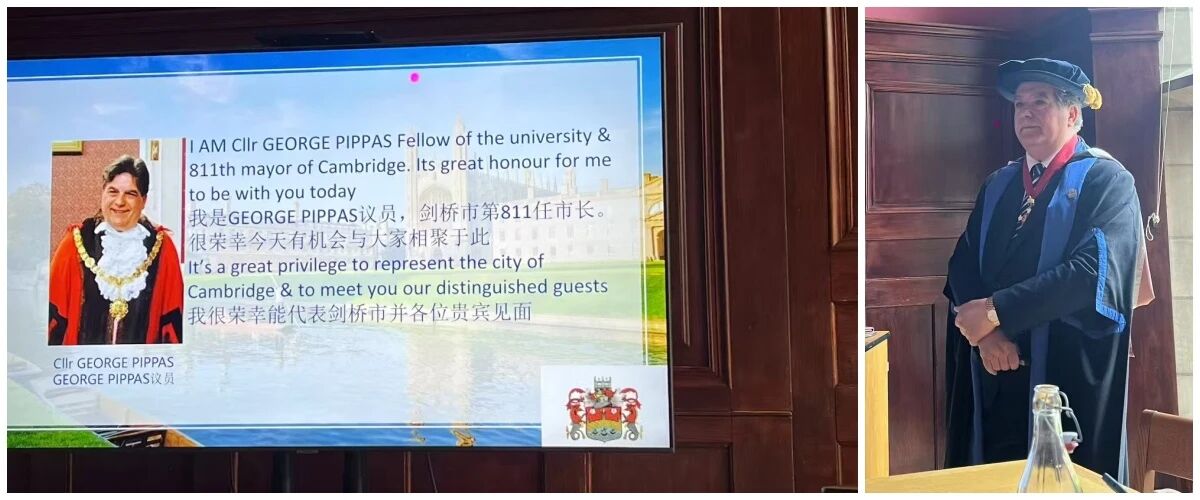 I AM Cllr GEORGE PIPPAS Fellow of the university &
811th mayor of Cambridge. Its great honour for me
to be with you today
我是GEORGE PIPPAS议员，剑桥市第811任市长。
很荣幸今天有机会与大家相聚于此
It's a great privilege to represent the city of
Cambridge & to meet you our distinguished guests
我很荣幸能代表剑桥市并各位贵宾见面
Cllr GEORGE PIPPAS
GEORGE PIPPAS议员